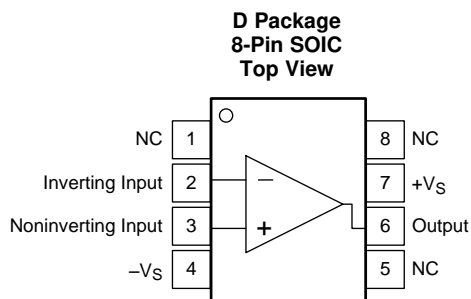 D Package
8-Pin SOIC
Top View
NC 1 8 NC
Inverting Input 2 − 7 +VS
Noninverting Input 3 + 6 Output
−VS 4 5 NC